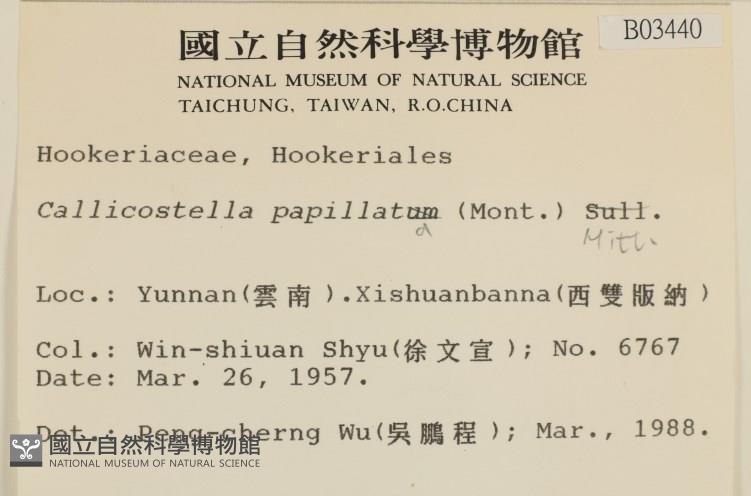 國立自然科學博物館 B03440
NATIONAL MUSEUM OF NATURAL SCIENCE
TAICHUNG, TAIWAN, R.O.CHINA
Hookeriaceae, Hookeriales
Callicostella papillatum (Mont.) Sull.
a Mitt.
Loc.: Yunnan(雲南).Xishuanbanna(西雙版納)
Col.: Win-shiuan Shyu(徐文宣); No. 6767
Date: Mar. 26, 1957.
Det.: Peng-cherng Wu(吳鵬程); Mar., 1988.
國立自然科學博物館
NATIONAL MUSEUM OF NATURAL SCIENCE